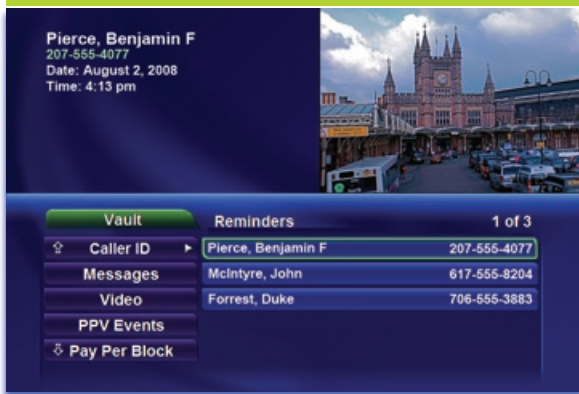 Pierce, Benjamin F
207-555-4077
Date: August 2, 2008
Time: 4:13 pm
Vault
Reminders 1 of 3
Caller ID
Pierce, Benjamin F 207-555-4077
Messages
McIntyre, John 617-555-8204
Video
Forrest, Duke 706-555-3883
PPV Events
Pay Per Block